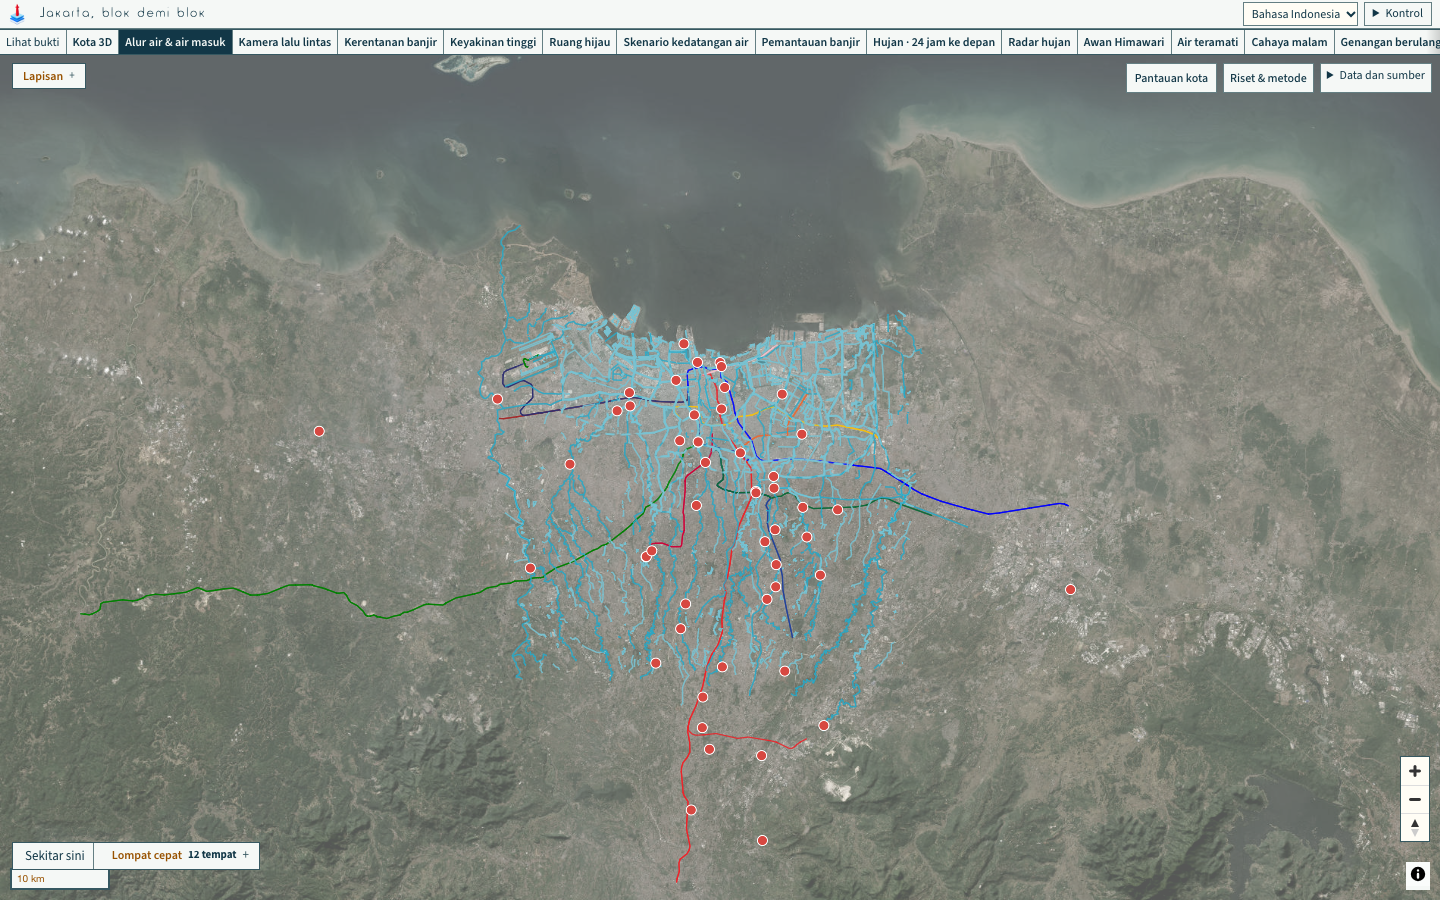 Jakarta, blok demi blok
Bahasa Indonesia
Kontrol
Lihat bukti
Kota 3D
Alur air & air masuk
Kamera lalu lintas
Kerentanan banjir
Keyakinan tinggi
Ruang hijau
Skenario kedatangan air
Pemantauan banjir
Hujan · 24 jam ke depan
Radar hujan
Awan Himawari
Air teramati
Cahaya malam
Genangan berulang
Lapisan +
Pantauan kota
Riset & metode
Data dan sumber
Sekitar sini
Lompat cepat 12 tempat +
10 km